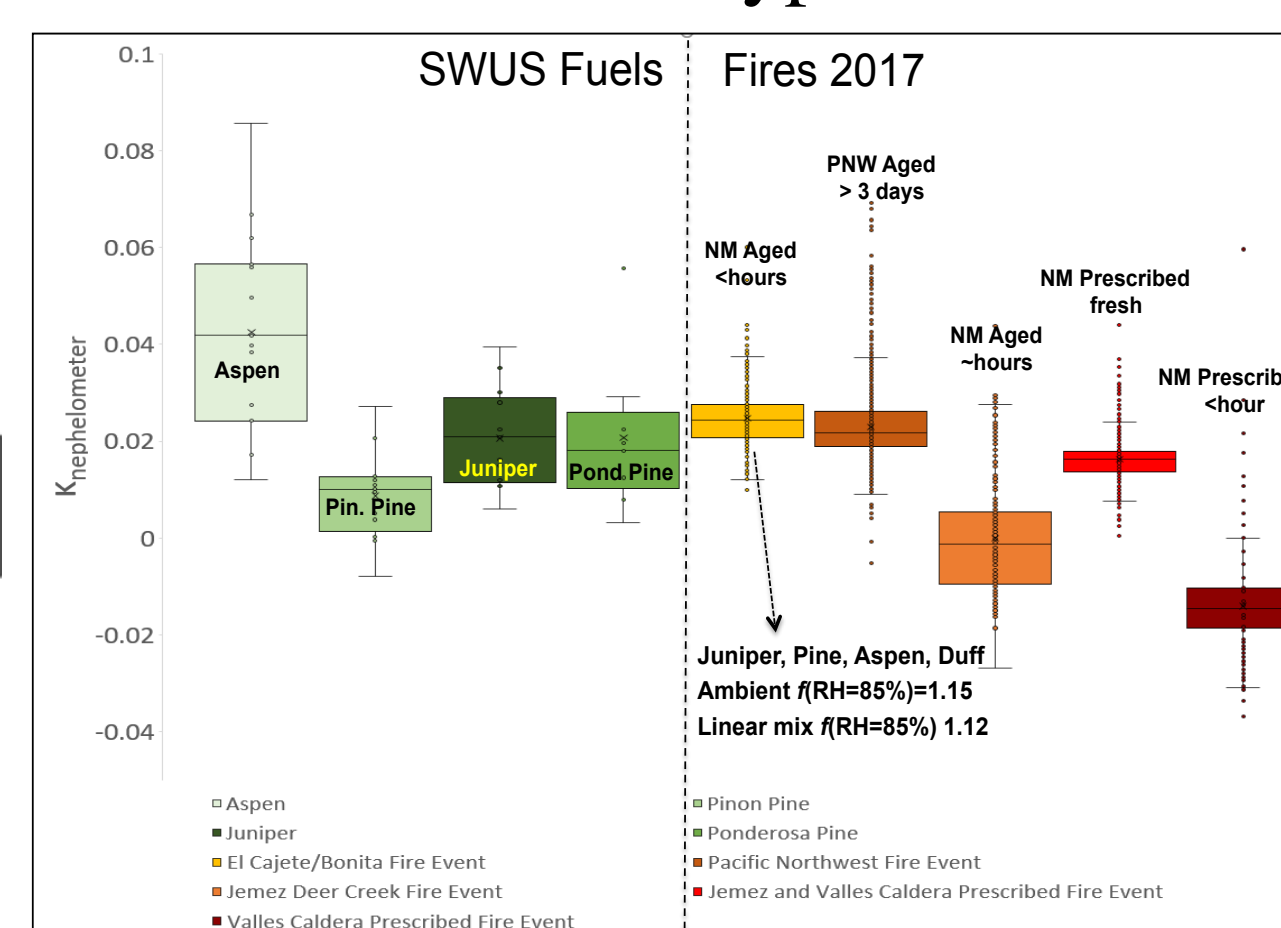 SWUS Fuels
Fires 2017
0.1
0.08
0.06
0.04
0.02
0
-0.02
-0.04
Knephelometer
Aspen
Pin. Pine
Juniper
Pond Pine
NM Aged
<hours
PNW Aged
> 3 days
NM Aged
~hours
NM Prescribed
fresh
NM Prescrib
<hour
Juniper, Pine, Aspen, Duff
Ambient f(RH=85%)=1.15
Linear mix f(RH=85%) 1.12
Aspen
Pinon Pine
Juniper
Ponderosa Pine
El Cajete/Bonita Fire Event
Pacific Northwest Fire Event
Jemez Deer Creek Fire Event
Jemez and Valles Caldera Prescribed Fire Event
Valles Caldera Prescribed Fire Event